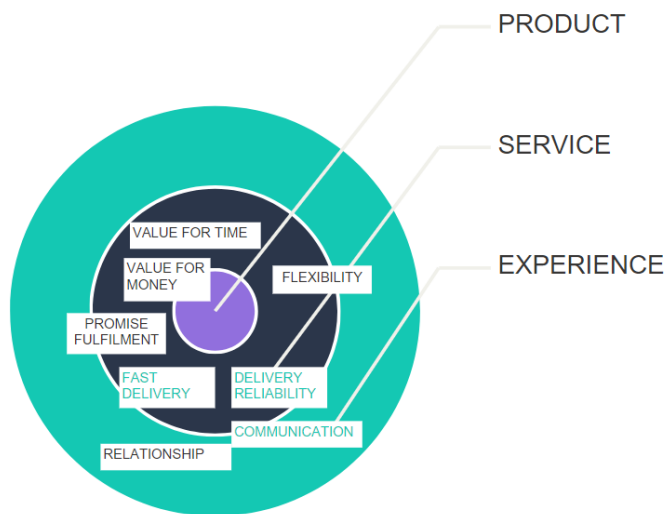 PRODUCT
SERVICE
VALUE FOR TIME
VALUE FOR
MONEY
FLEXIBILITY
EXPERIENCE
PROMISE
FULFILMENT
FAST
DELIVERY
DELIVERY
RELIABILITY
COMMUNICATION
RELATIONSHIP